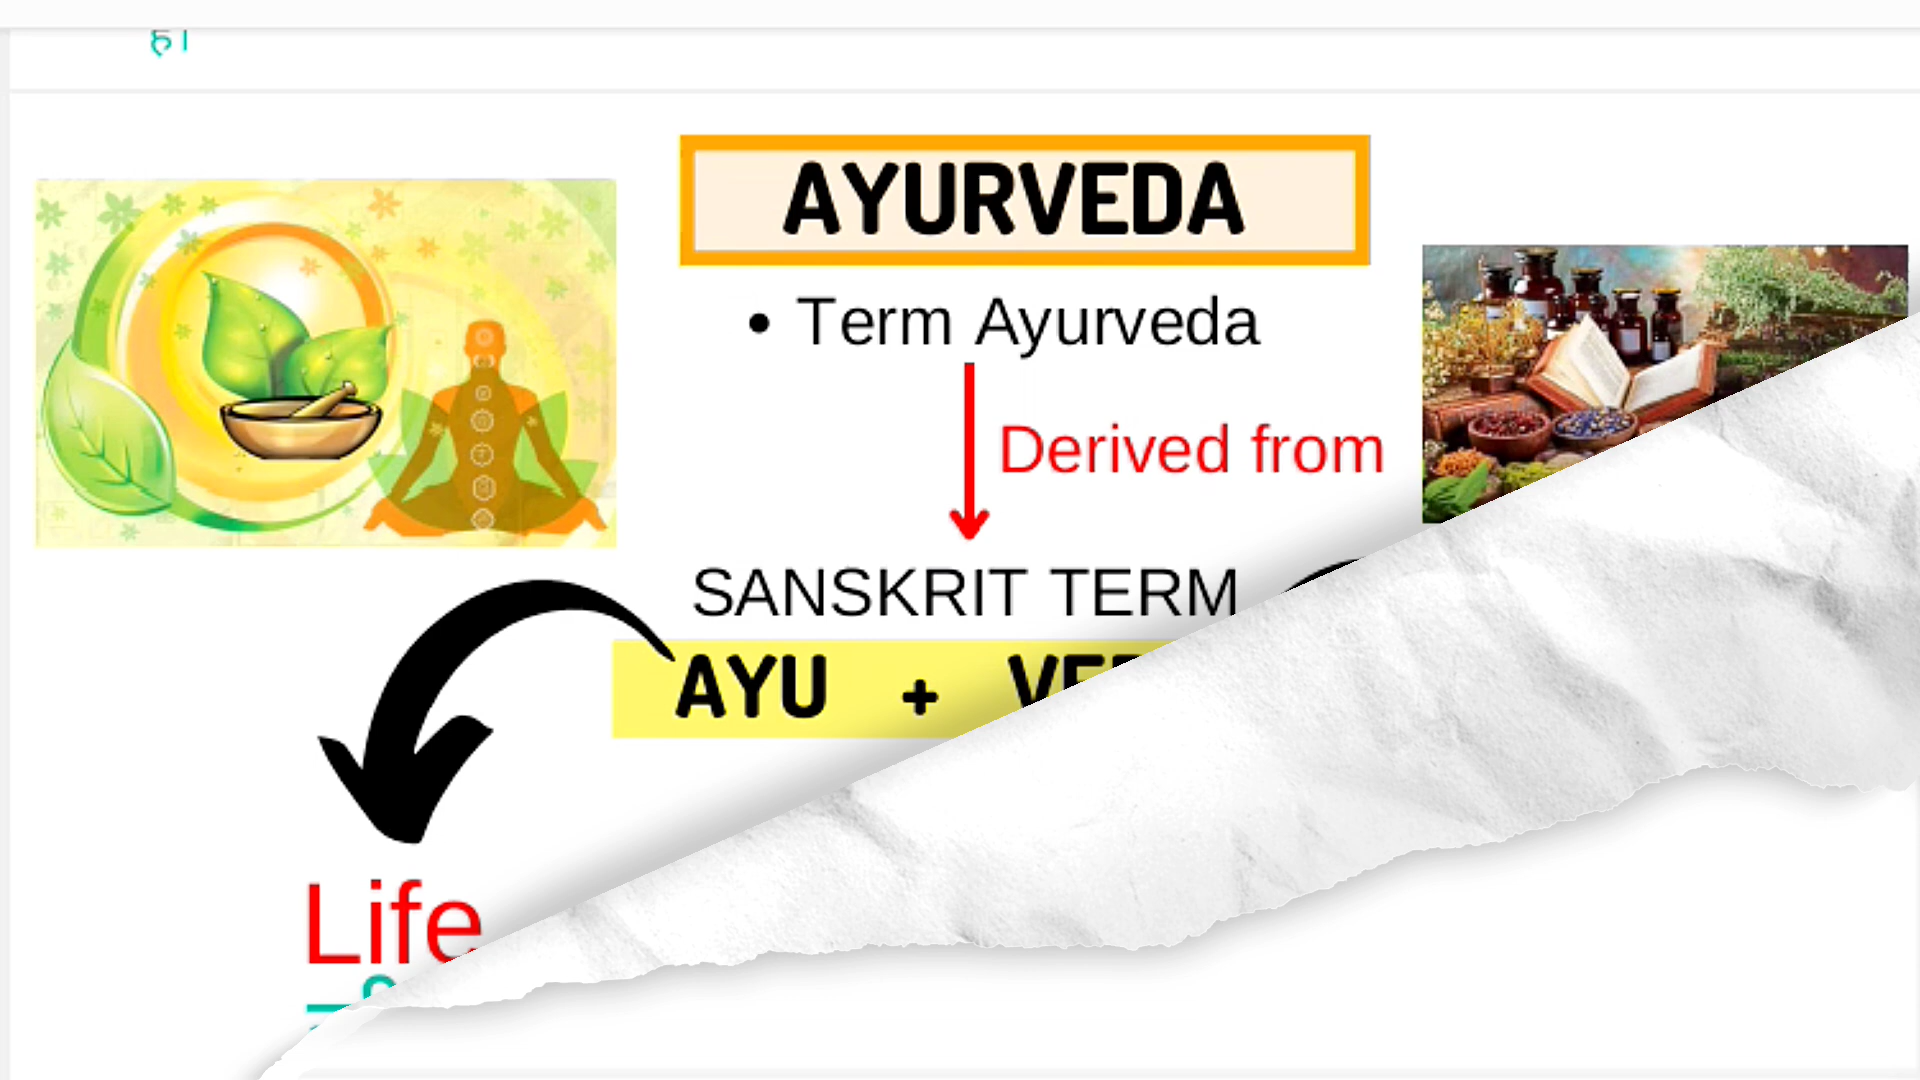 है।
AYURVEDA
• Term Ayurveda
Derived from
SANSKRIT TERM
AYU +
Life